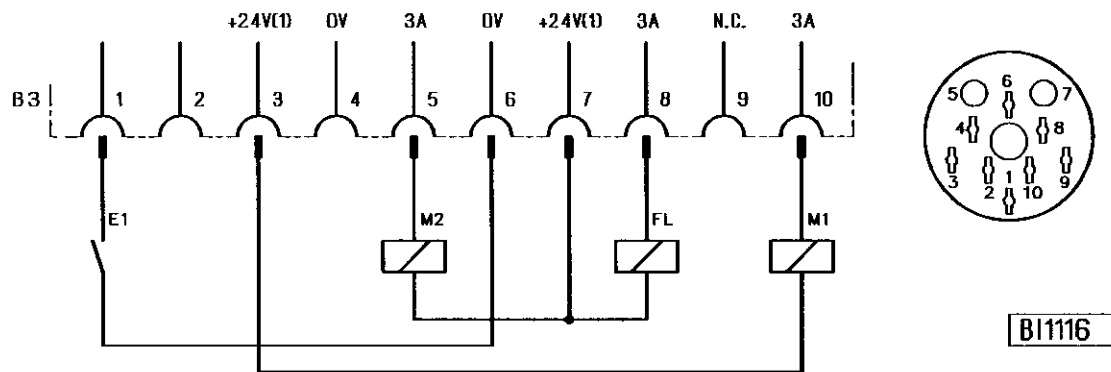 +24V(1) 0V 3A 0V +24V(1) 3A N.C. 3A
B3 1 2 3 4 5 6 7 8 9 10
E1 M2 FL M1
6
5 7
4 8
3 2 1 10 9
BI1116